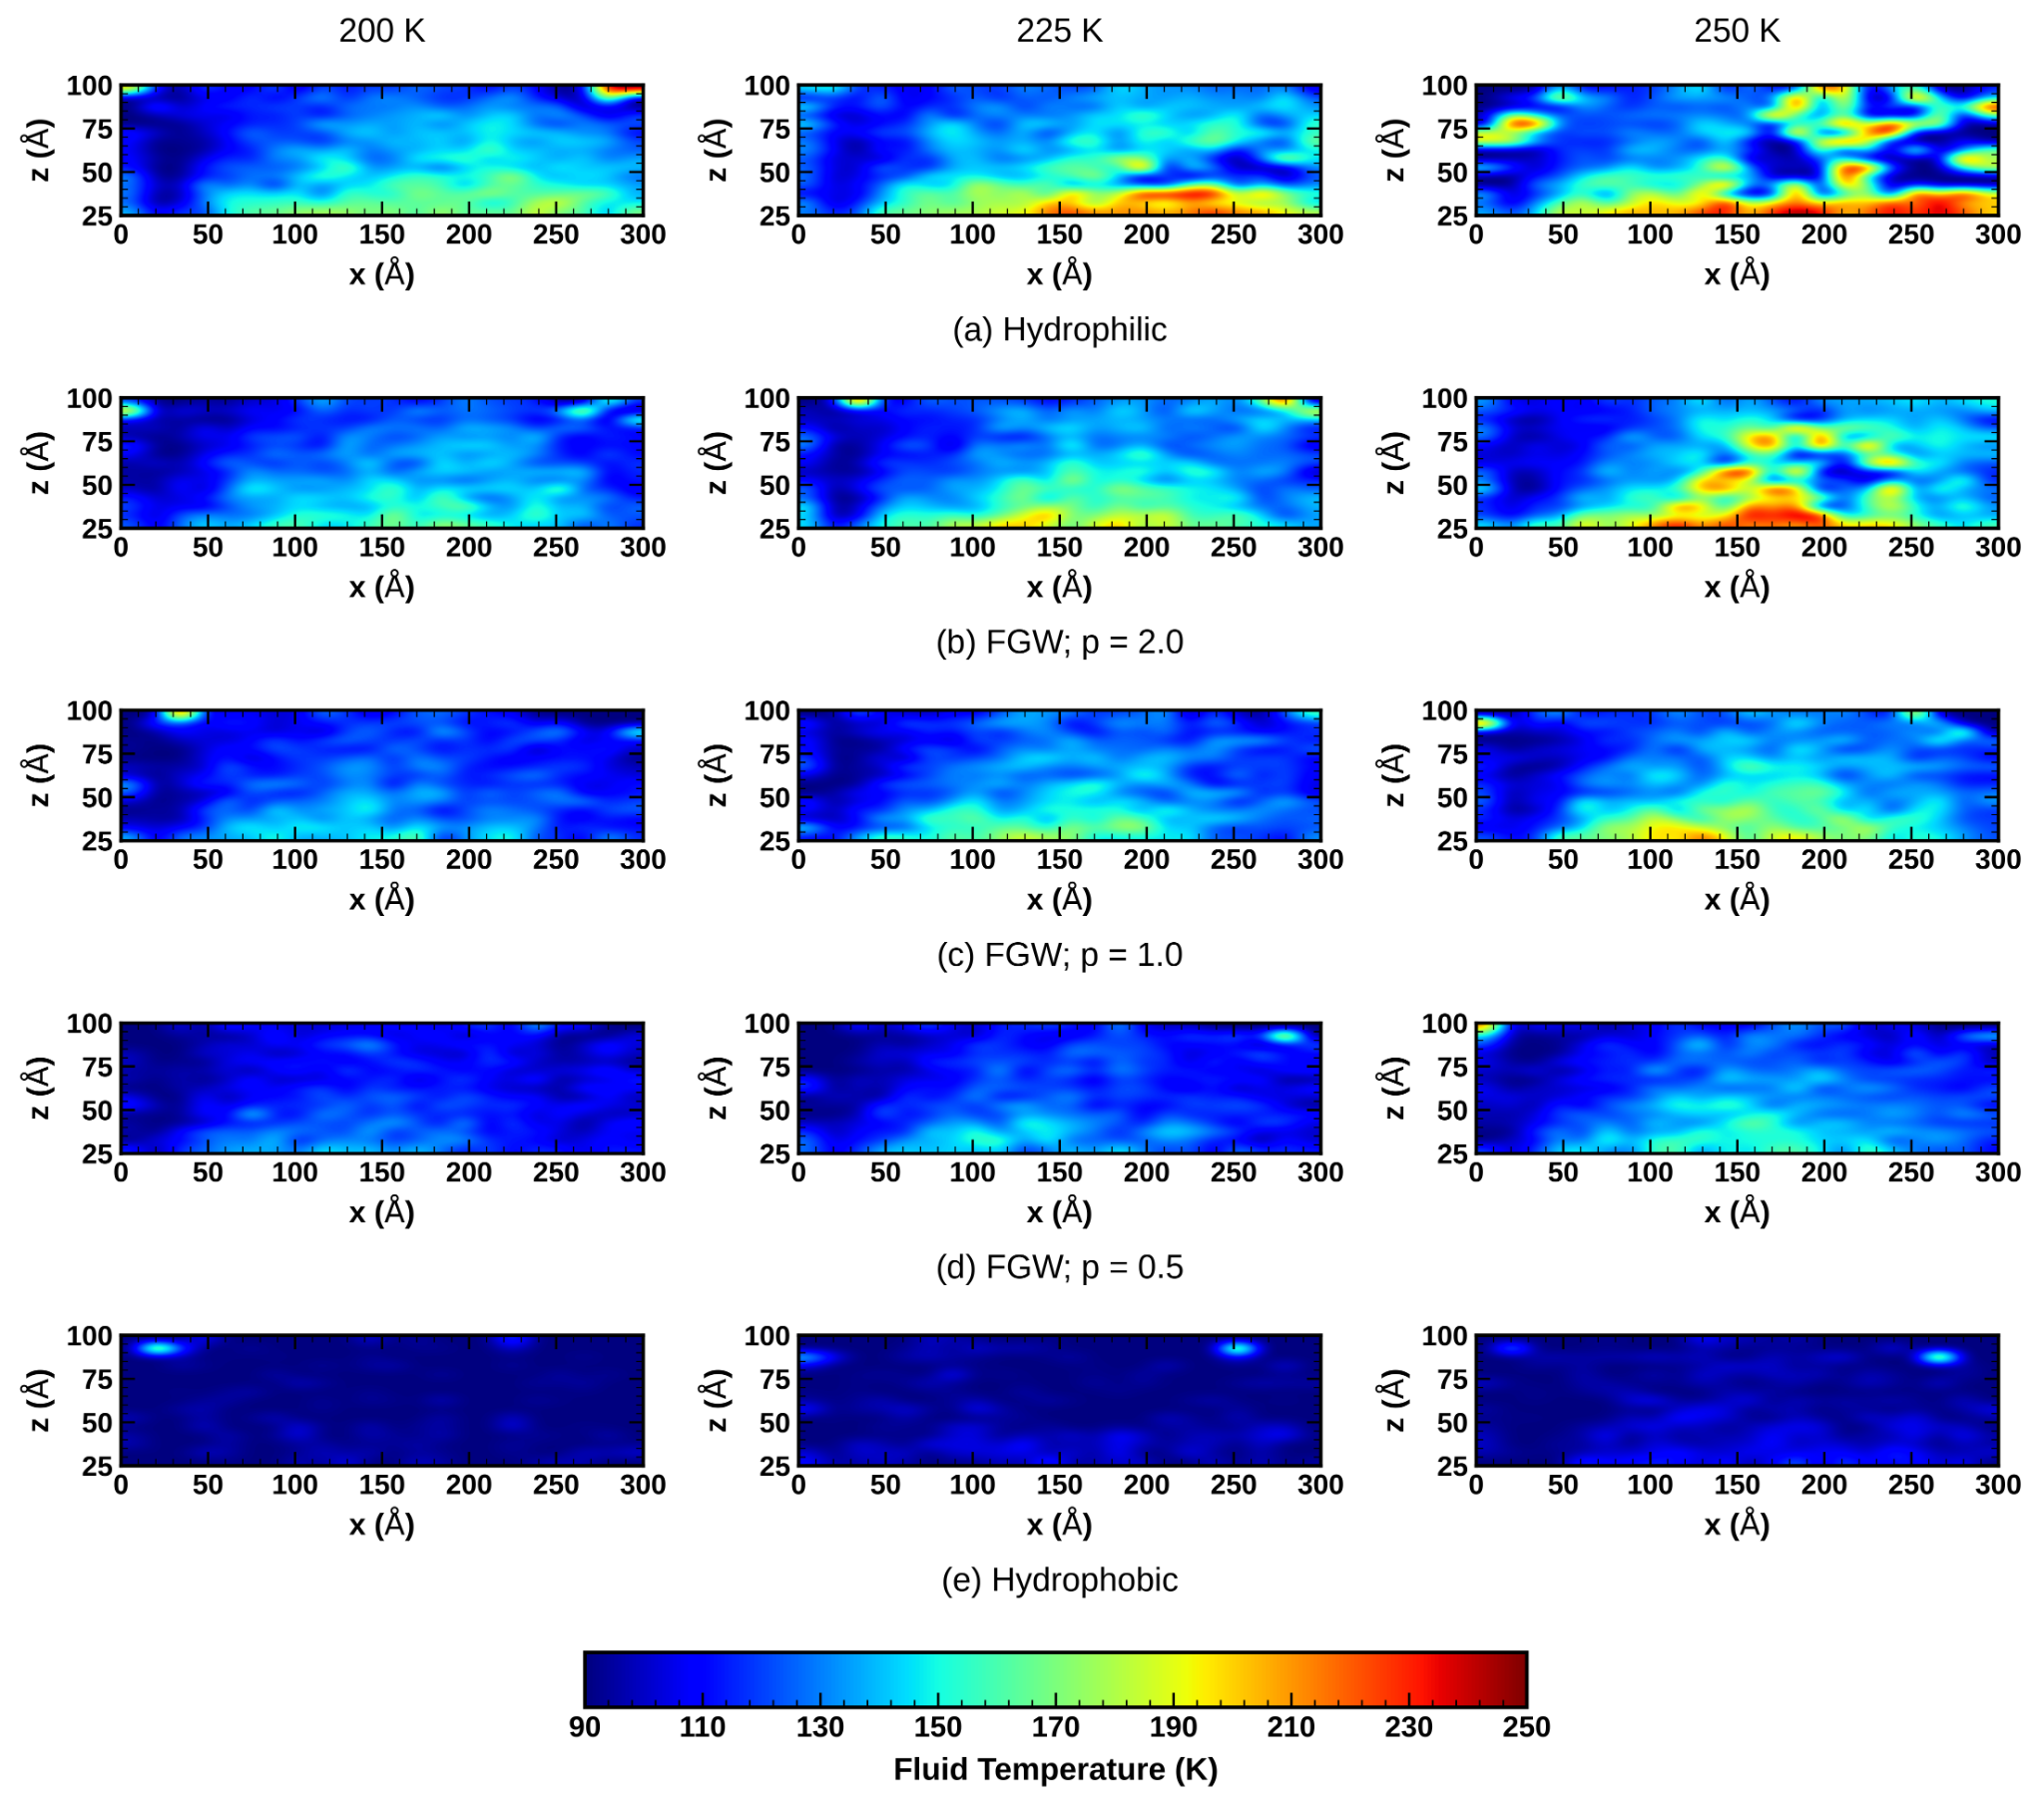 200 K 225 K 250 K
100 100 100
75 75 75
z (Å) z (Å) z (Å)
50 50 50
25 25 25
0 50 100 150 200 250 300 0 50 100 150 200 250 300 0 50 100 150 200 250 300
x (Å) x (Å) x (Å)
(a) Hydrophilic
100 100 100
75 75 75
z (Å) z (Å) z (Å)
50 50 50
25 25 25
0 50 100 150 200 250 300 0 50 100 150 200 250 300 0 50 100 150 200 250 300
x (Å) x (Å) x (Å)
(b) FGW; p = 2.0
100 100 100
75 75 75
z (Å) z (Å) z (Å)
50 50 50
25 25 25
0 50 100 150 200 250 300 0 50 100 150 200 250 300 0 50 100 150 200 250 300
x (Å) x (Å) x (Å)
(c) FGW; p = 1.0
100 100 100
75 75 75
z (Å) z (Å) z (Å)
50 50 50
25 25 25
0 50 100 150 200 250 300 0 50 100 150 200 250 300 0 50 100 150 200 250 300
x (Å) x (Å) x (Å)
(d) FGW; p = 0.5
100 100 100
75 75 75
z (Å) z (Å) z (Å)
50 50 50
25 25 25
0 50 100 150 200 250 300 0 50 100 150 200 250 300 0 50 100 150 200 250 300
x (Å) x (Å) x (Å)
(e) Hydrophobic
90 110 130 150 170 190 210 230 250
Fluid Temperature (K)